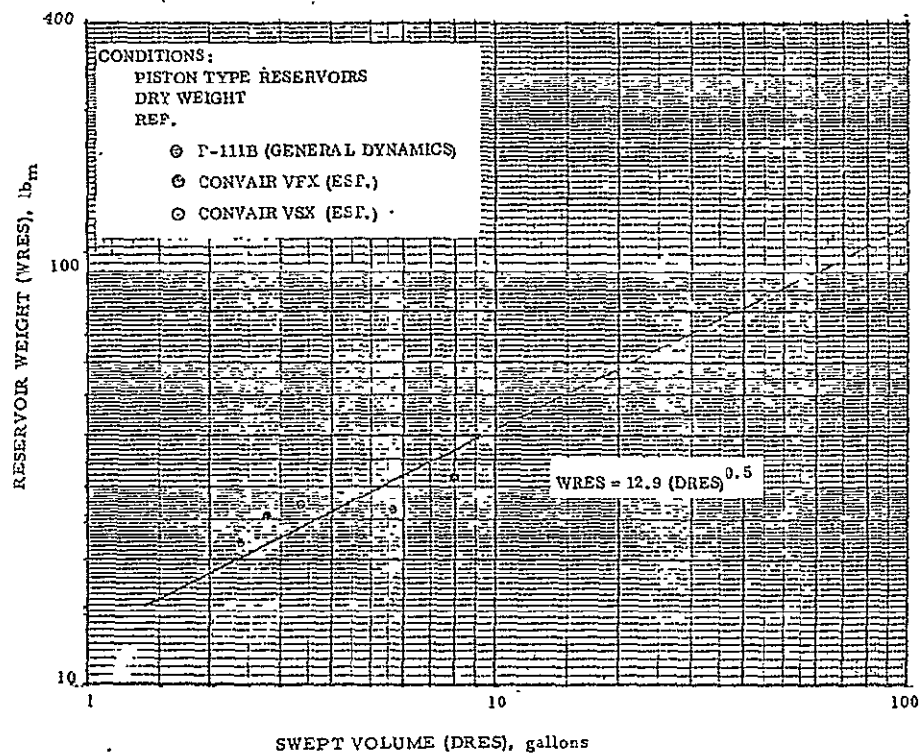 400
CONDITIONS:
PISTON TYPE RESERVOIRS
DRY WEIGHT
REF.
F-111B (GENERAL DYNAMICS)
CONVAIR VFX (EST.)
CONVAIR VSX (EST.)
RESERVOIR WEIGHT (WRES), lbm
100
WRES = 12.9 (DRES)^0.5
10
1
10
100
SWEPT VOLUME (DRES), gallons